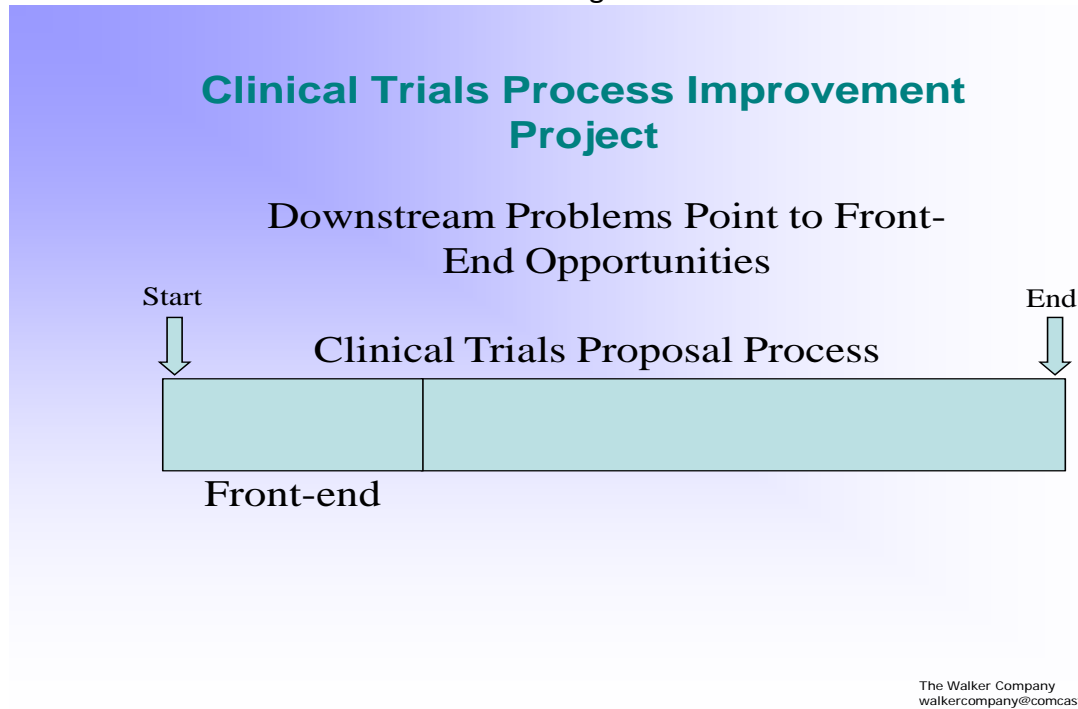 Clinical Trials Process Improvement
Project
Downstream Problems Point to Front-
End Opportunities
Start
End
Clinical Trials Proposal Process
Front-end
The Walker Company
walkercompany@comcas